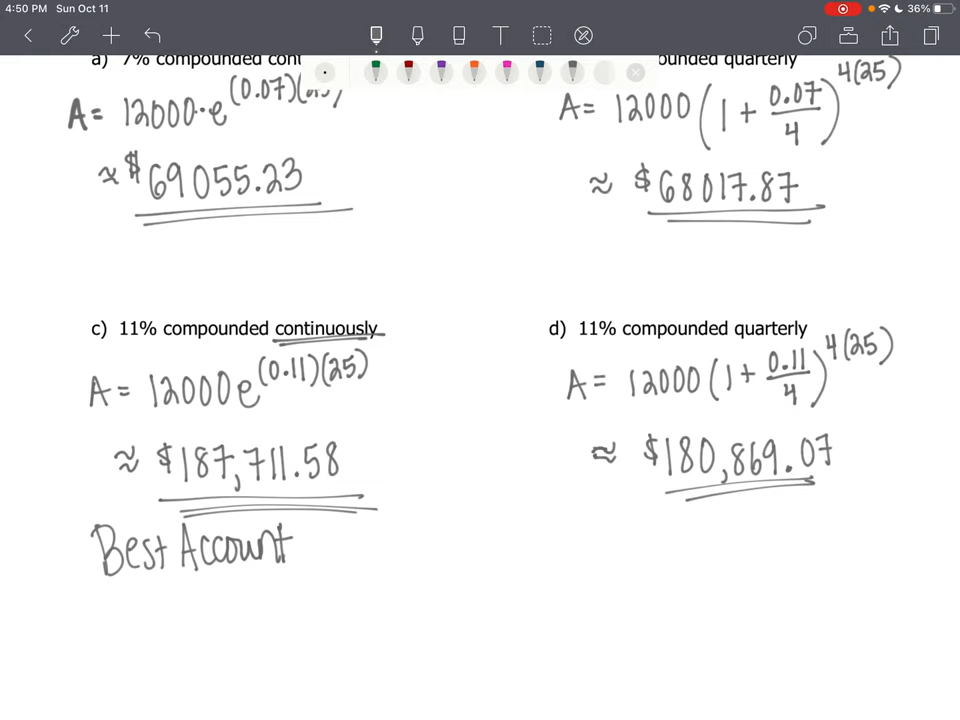 4:50 PM Sun Oct 11
36%
T
a) 7% compounded
A = 12000·e^(0.07)
≈ $69055.23
quarterly
A = 12000 (1 + 0.07/4)^4(25)
≈ $68017.87
c) 11% compounded continuously
A = 12000e^(0.11)(25)
≈ $187,711.58
Best Account
d) 11% compounded quarterly
A = 12000 (1 + 0.11/4)^4(25)
≈ $180,869.07